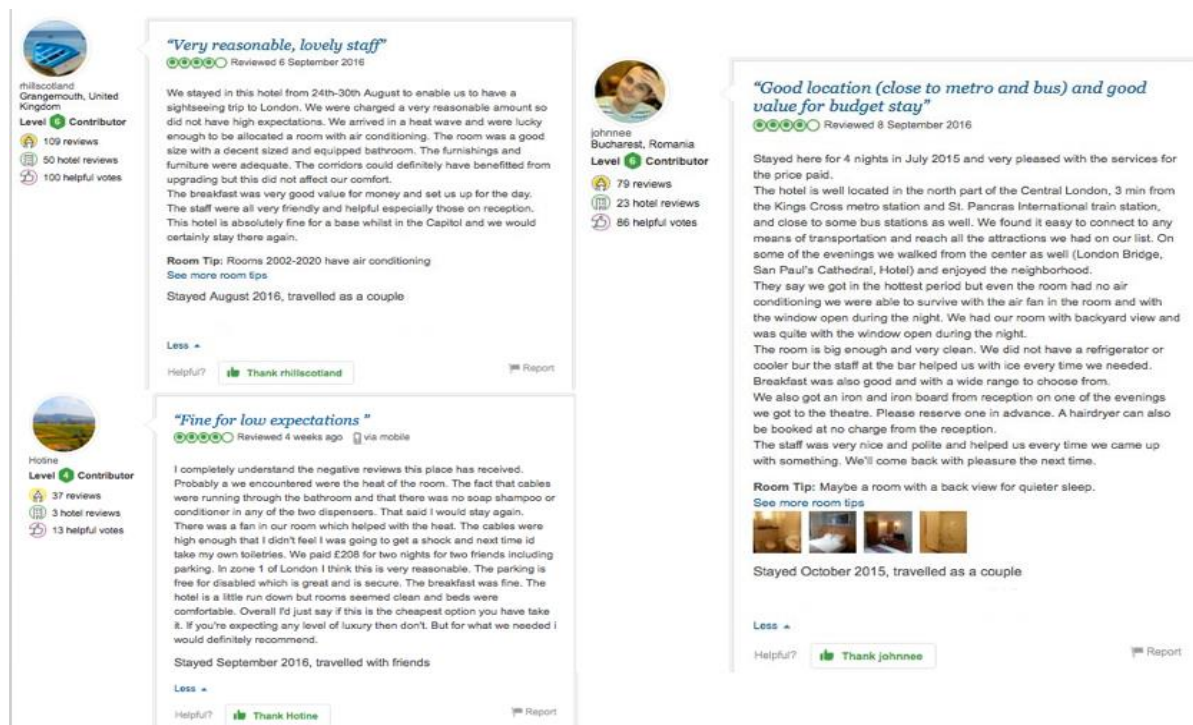 “Very reasonable, lovely staff”
Reviewed 6 September 2016
rhillscotland
Grangemouth, United
Kingdom
Level 6 Contributor
109 reviews
50 hotel reviews
100 helpful votes
We stayed in this hotel from 24th-30th August to enable us to have a
sightseeing trip to London. We were charged a very reasonable amount so
did not have high expectations. We arrived in a heat wave and were lucky
enough to be allocated a room with air conditioning. The room was a good
size with a decent sized and equipped bathroom. The furnishings and
furniture were adequate. The corridors could definitely have benefitted from
upgrading but this did not affect our comfort.
The breakfast was very good value for money and set us up for the day.
The staff were all very friendly and helpful especially those on reception.
This hotel is absolutely fine for a base whilst in the Capitol and we would
certainly stay there again.
Room Tip: Rooms 2002-2020 have air conditioning
See more room tips
Stayed August 2016, travelled as a couple
Less
Helpful?
Thank rhillscotland
Report
“Fine for low expectations ”
Reviewed 4 weeks ago via mobile
Hotine
Level 4 Contributor
37 reviews
3 hotel reviews
13 helpful votes
I completely understand the negative reviews this place has received.
Probably a we encountered were the heat of the room. The fact that cables
were running through the bathroom and that there was no soap shampoo or
conditioner in any of the two dispensers. That said I would stay again.
There was a fan in our room which helped with the heat. The cables were
high enough that I didn't feel I was going to get a shock and next time id
take my own toiletries. We paid £208 for two nights for two friends including
parking. In zone 1 of London I think this is very reasonable. The parking is
free for disabled which is great and is secure. The breakfast was fine. The
hotel is a little run down but rooms seemed clean and beds were
comfortable. Overall I'd just say if this is the cheapest option you have take
it. If you're expecting any level of luxury then don't. But for what we needed i
would definitely recommend.
Stayed September 2016, travelled with friends
Less
Helpful?
Thank Hotine
Report
“Good location (close to metro and bus) and good
value for budget stay”
Reviewed 8 September 2016
johnnee
Bucharest, Romania
Level 6 Contributor
79 reviews
23 hotel reviews
86 helpful votes
Stayed here for 4 nights in July 2015 and very pleased with the services for
the price paid.
The hotel is well located in the north part of the Central London, 3 min from
the Kings Cross metro station and St. Pancras International train station,
and close to some bus stations as well. We found it easy to connect to any
means of transportation and reach all the attractions we had on our list. On
some of the evenings we walked from the center as well (London Bridge,
San Paul's Cathedral, Hotel) and enjoyed the neighborhood.
They say we got in the hottest period but even the room had no air
conditioning we were able to survive with the air fan in the room and with
the window open during the night. We had our room with backyard view and
was quite with the window open during the night.
The room is big enough and very clean. We did not have a refrigerator or
cooler bur the staff at the bar helped us with ice every time we needed.
Breakfast was also good and with a wide range to choose from.
We also got an iron and iron board from reception on one of the evenings
we got to the theatre. Please reserve one in advance. A hairdryer can also
be booked at no charge from the reception.
The staff was very nice and polite and helped us every time we came up
with something. We'll come back with pleasure the next time.
Room Tip: Maybe a room with a back view for quieter sleep.
See more room tips
Stayed October 2015, travelled as a couple
Less
Helpful?
Thank johnnee
Report